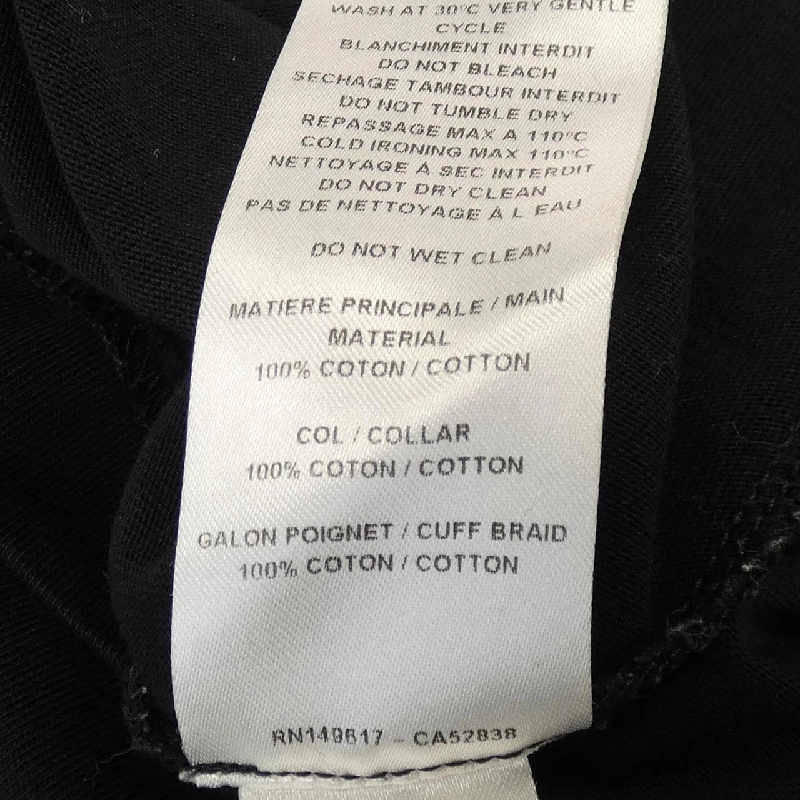 WASH AT 30°C VERY GENTLE
CYCLE
BLANCHIMENT INTERDIT
DO NOT BLEACH
SECHAGE TAMBOUR INTERDIT
DO NOT TUMBLE DRY
REPASSAGE MAX A 110°C
COLD IRONING MAX 110°C
NETTOYAGE À SEC INTERDIT
DO NOT DRY CLEAN
PAS DE NETTOYAGE À L EAU
DO NOT WET CLEAN
MATIERE PRINCIPALE / MAIN
MATERIAL
100% COTON / COTTON
COL / COLLAR
100% COTON / COTTON
GALON POIGNET / CUFF BRAID
100% COTON / COTTON
RN149617 - CA52838